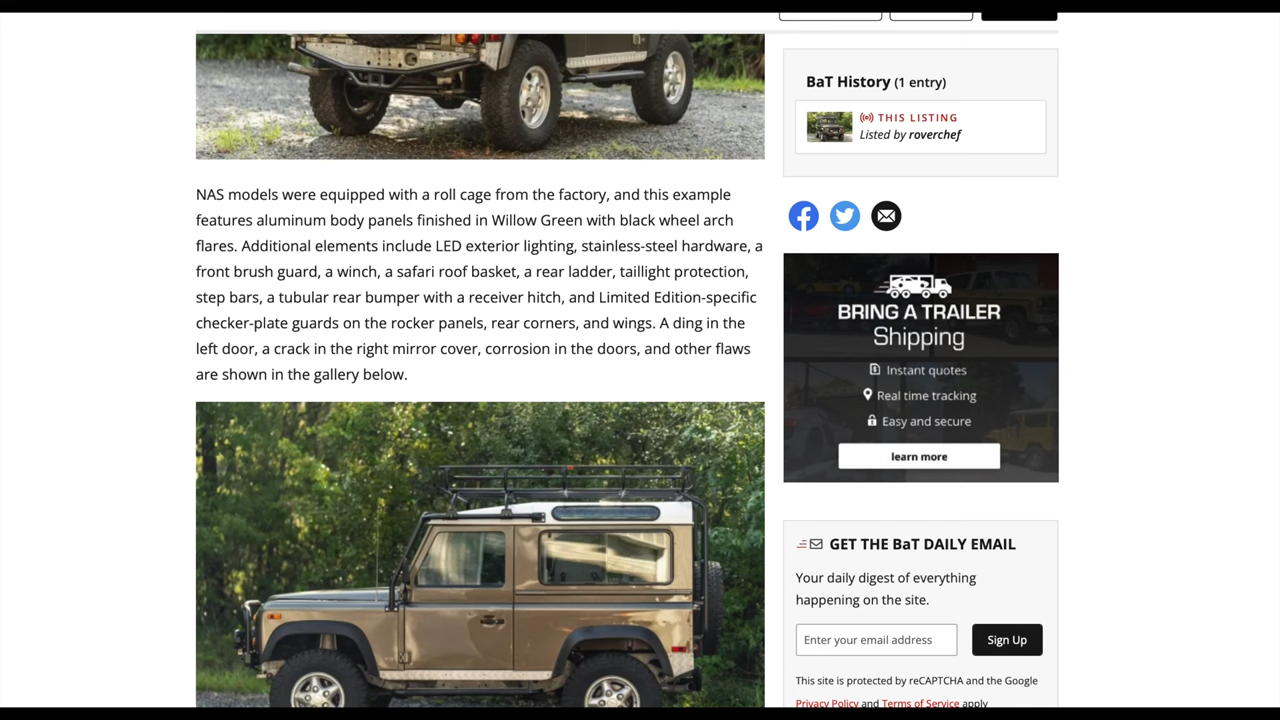 NAS models were equipped with a roll cage from the factory, and this example
features aluminum body panels finished in Willow Green with black wheel arch
flares. Additional elements include LED exterior lighting, stainless-steel hardware, a
front brush guard, a winch, a safari roof basket, a rear ladder, taillight protection,
step bars, a tubular rear bumper with a receiver hitch, and Limited Edition-specific
checker-plate guards on the rocker panels, rear corners, and wings. A ding in the
left door, a crack in the right mirror cover, corrosion in the doors, and other flaws
are shown in the gallery below.
BaT History (1 entry)
THIS LISTING
Listed by roverchef
BRING A TRAILER
Shipping
Instant quotes
Real time tracking
Easy and secure
learn more
GET THE BaT DAILY EMAIL
Your daily digest of everything
happening on the site.
Enter your email address
Sign Up
This site is protected by reCAPTCHA and the Google
Privacy Policy and Terms of Service apply